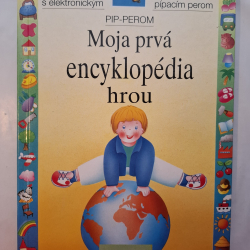 s elektronickým pípacím perom
PIP-PEROM
Moja prvá
encyklopédia
hrou